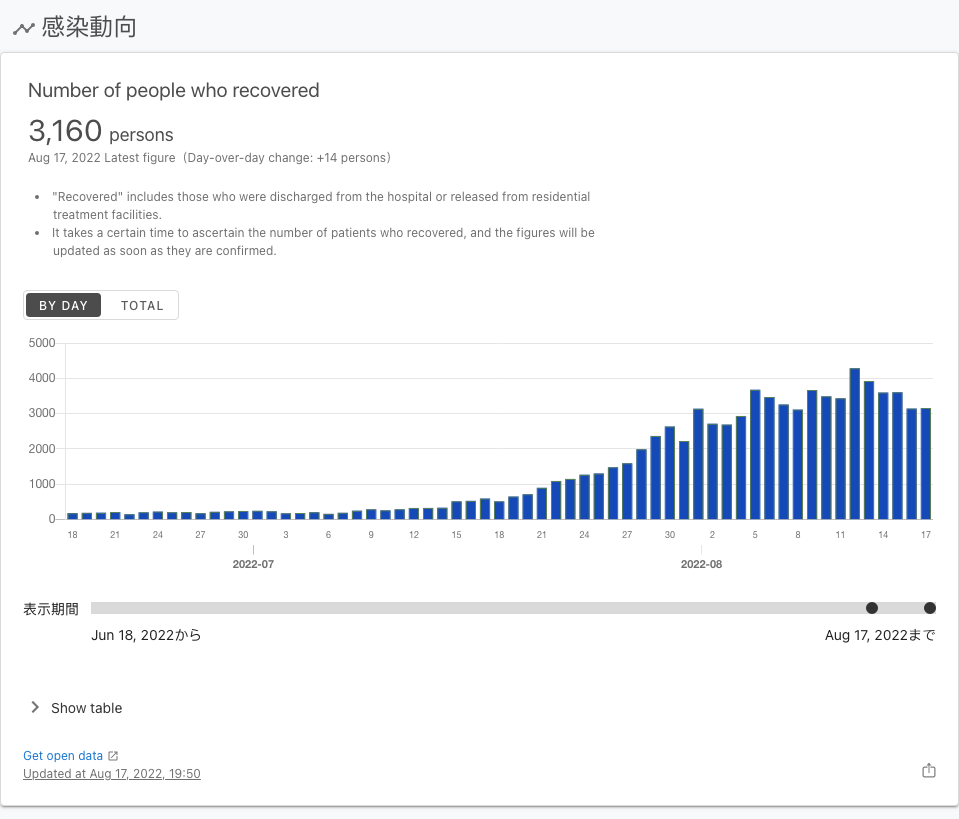 感染動向
Number of people who recovered
3,160 persons
Aug 17, 2022 Latest figure (Day-over-day change: +14 persons)
• "Recovered" includes those who were discharged from the hospital or released from residential
treatment facilities.
• It takes a certain time to ascertain the number of patients who recovered, and the figures will be
updated as soon as they are confirmed.
BY DAY TOTAL
5000
4000
3000
2000
1000
0
18 21 24 27 30 3 6 9 12 15 18 21 24 27 30 2 5 8 11 14 17
2022-07 2022-08
表示期間
Jun 18, 2022から Aug 17, 2022まで
Show table
Get open data
Updated at Aug 17, 2022, 19:50